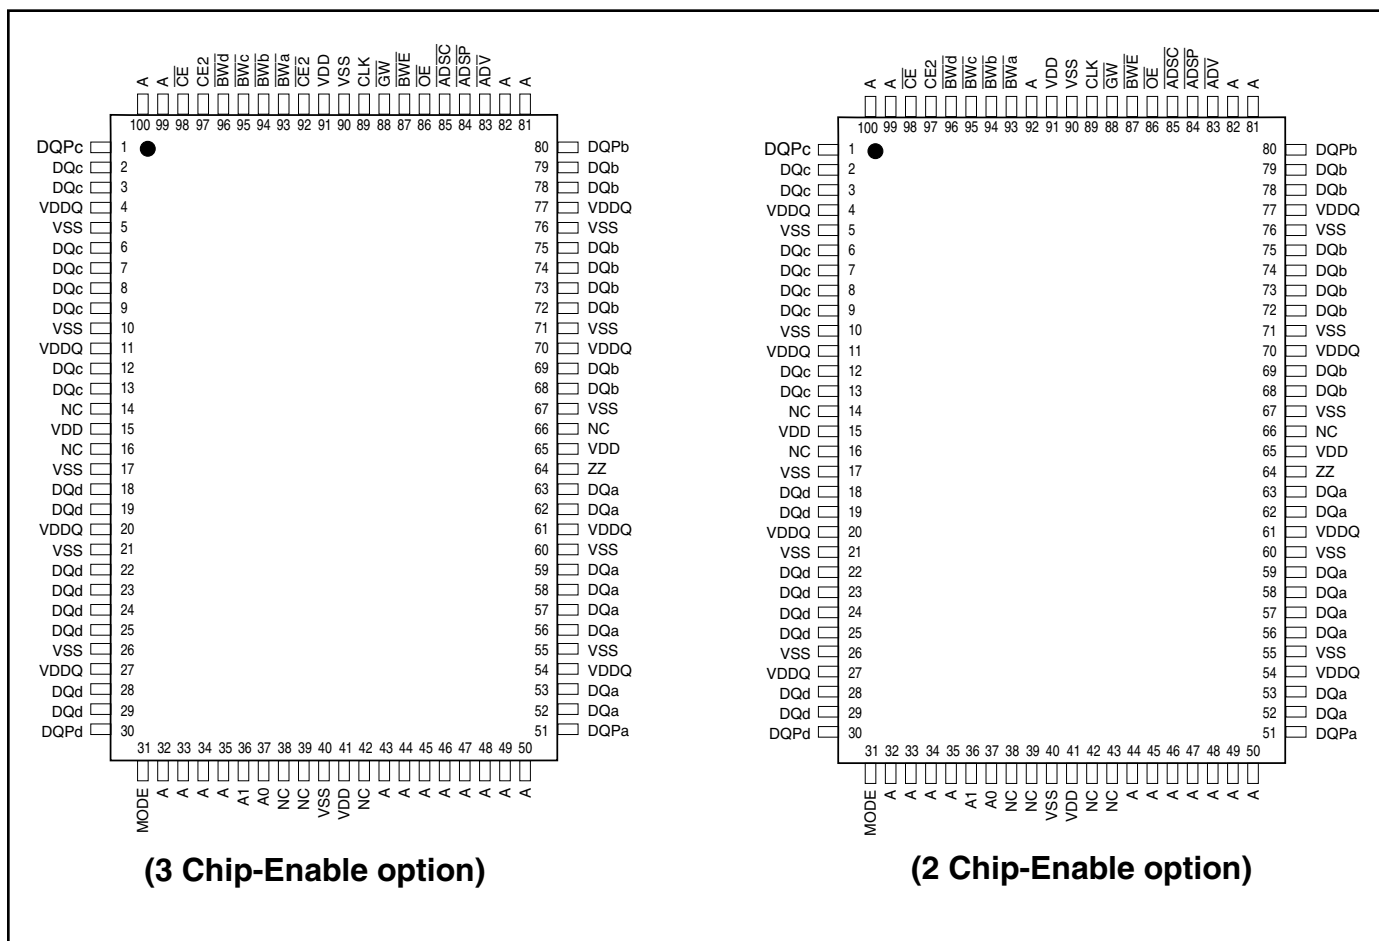 A A CE CE2 BWd BWc BWb BWa CE2 VDD VSS CLK GW BWE OE ADSC ADSP ADV A A
100 99 98 97 96 95 94 93 92 91 90 89 88 87 86 85 84 83 82 81
DQPc 1 80 DQPb
DQc 2 79 DQb
DQc 3 78 DQb
VDDQ 4 77 VDDQ
VSS 5 76 VSS
DQc 6 75 DQb
DQc 7 74 DQb
DQc 8 73 DQb
DQc 9 72 DQb
VSS 10 71 VSS
VDDQ 11 70 VDDQ
DQc 12 69 DQb
DQc 13 68 DQb
NC 14 67 VSS
VDD 15 66 NC
NC 16 65 VDD
VSS 17 64 ZZ
DQd 18 63 DQa
DQd 19 62 DQa
VDDQ 20 61 VDDQ
VSS 21 60 VSS
DQd 22 59 DQa
DQd 23 58 DQa
DQd 24 57 DQa
DQd 25 56 DQa
VSS 26 55 VSS
VDDQ 27 54 VDDQ
DQd 28 53 DQa
DQd 29 52 DQa
DQPd 30 51 DQPa
31 32 33 34 35 36 37 38 39 40 41 42 43 44 45 46 47 48 49 50
MODE A A A A A1 A0 NC NC VSS VDD NC A A A A A A A A
(3 Chip-Enable option)
A A CE CE2 BWd BWc BWb BWa A VDD VSS CLK GW BWE OE ADSC ADSP ADV A A
100 99 98 97 96 95 94 93 92 91 90 89 88 87 86 85 84 83 82 81
DQPc 1 80 DQPb
DQc 2 79 DQb
DQc 3 78 DQb
VDDQ 4 77 VDDQ
VSS 5 76 VSS
DQc 6 75 DQb
DQc 7 74 DQb
DQc 8 73 DQb
DQc 9 72 DQb
VSS 10 71 VSS
VDDQ 11 70 VDDQ
DQc 12 69 DQb
DQc 13 68 DQb
NC 14 67 VSS
VDD 15 66 NC
NC 16 65 VDD
VSS 17 64 ZZ
DQd 18 63 DQa
DQd 19 62 DQa
VDDQ 20 61 VDDQ
VSS 21 60 VSS
DQd 22 59 DQa
DQd 23 58 DQa
DQd 24 57 DQa
DQd 25 56 DQa
VSS 26 55 VSS
VDDQ 27 54 VDDQ
DQd 28 53 DQa
DQd 29 52 DQa
DQPd 30 51 DQPa
31 32 33 34 35 36 37 38 39 40 41 42 43 44 45 46 47 48 49 50
MODE A A A A A1 A0 NC NC VSS VDD NC NC A A A A A A A
(2 Chip-Enable option)